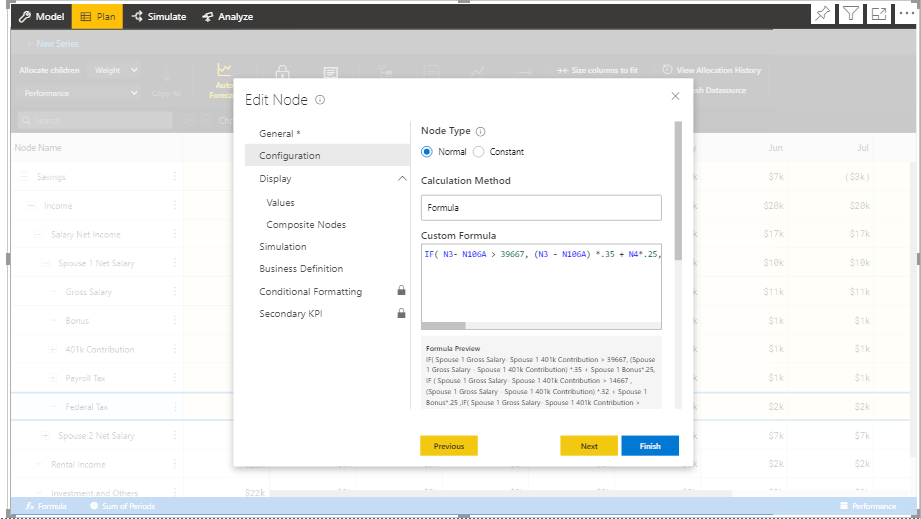 Model Plan Simulate Analyze
New Series
Allocate children Weight
Size columns to fit View Allocation History
Performance Copy to Auto
Forecast
sh Datasource
Search
Node Name Jun Jul
Savings $7k ($3k)
Income $20k $20k
Salary Net Income $17k $17k
Spouse 1 Net Salary $10k $10k
Gross Salary $11k $11k
Bonus $1k $1k
401k Contribution $1k $1k
Payroll Tax $1k $1k
Federal Tax $2k $2k
Spouse 2 Net Salary $7k $7k
Rental Income $2k $2k
Investment and Others $22k
Formula Sum of Periods Performance
Edit Node
General *
Configuration
Display
Values
Composite Nodes
Simulation
Business Definition
Conditional Formatting
Secondary KPI
Node Type
Normal Constant
Calculation Method
Formula
Custom Formula
IF( N3- N106A > 39667, (N3 - N106A) *.35 + N4*.25,
Formula Preview
IF( Spouse 1 Gross Salary- Spouse 1 401k Contribution > 39667, (Spouse
1 Gross Salary - Spouse 1 401k Contribution) *.35 + Spouse 1 Bonus*.25,
IF ( Spouse 1 Gross Salary- Spouse 1 401k Contribution > 14667 ,
(Spouse 1 Gross Salary - Spouse 1 401k Contribution) *.32 + Spouse 1
Bonus*.25 ,IF( Spouse 1 Gross Salary- Spouse 1 401k Contribution >
Previous Next Finish